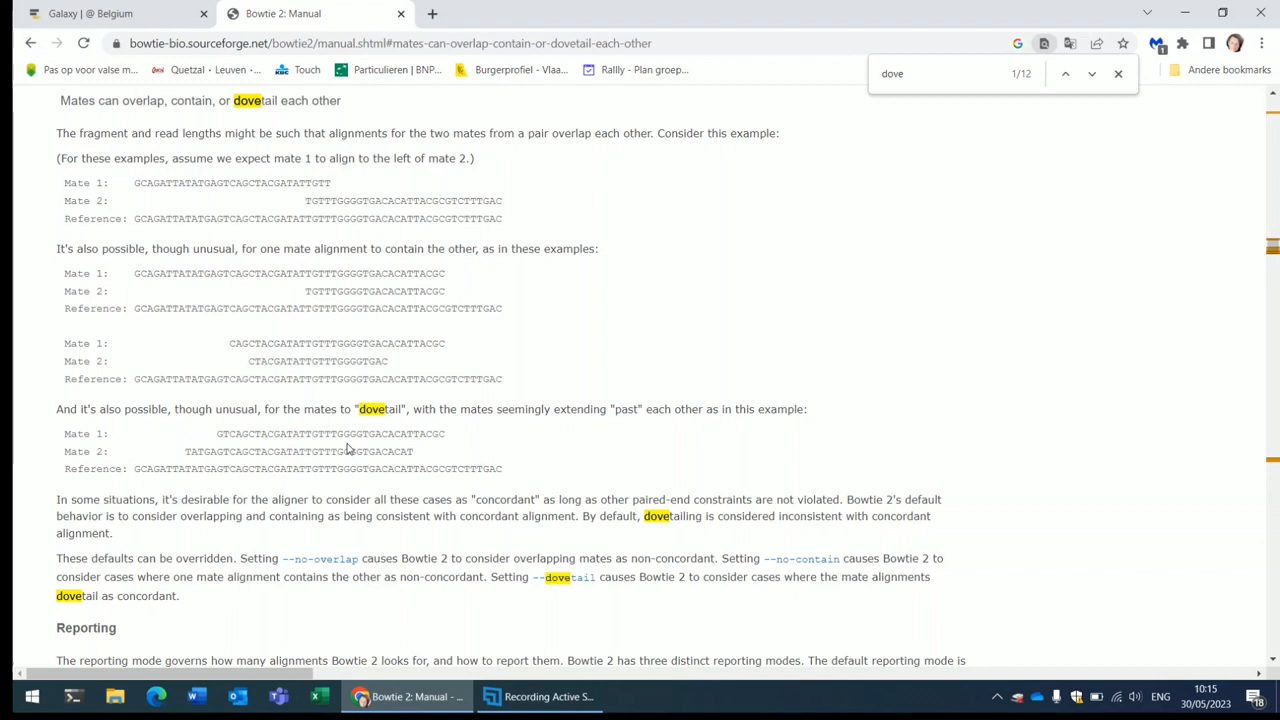 Galaxy | @ Belgium
Bowtie 2: Manual
bowtie-bio.sourceforge.net/bowtie2/manual.shtml#mates-can-overlap-contain-or-dovetail-each-other
Pas op voor valse m...
Quetzal - Leuven - ...
Touch
Particulieren | BNP...
Burgerprofiel - Vlaa...
Rallly - Plan groep...
dove
1/12
Andere bookmarks
Mates can overlap, contain, or dovetail each other
The fragment and read lengths might be such that alignments for the two mates from a pair overlap each other. Consider this example:
(For these examples, assume we expect mate 1 to align to the left of mate 2.)
Mate 1: GCAGATTATATGAGTCAGCTACGATATTGTT
Mate 2: TGTTTGGGGTGACACATTACGCGTCTTTGAC
Reference: GCAGATTATATGAGTCAGCTACGATATTGTTTGGGGTGACACATTACGCGTCTTTGAC
It's also possible, though unusual, for one mate alignment to contain the other, as in these examples:
Mate 1: GCAGATTATATGAGTCAGCTACGATATTGTTTGGGGTGACACATTACGC
Mate 2: TGTTTGGGGTGACACATTACGC
Reference: GCAGATTATATGAGTCAGCTACGATATTGTTTGGGGTGACACATTACGCGTCTTTGAC
Mate 1: CAGCTACGATATTGTTTGGGGTGACACATTACGC
Mate 2: CTACGATATTGTTTGGGGTGAC
Reference: GCAGATTATATGAGTCAGCTACGATATTGTTTGGGGTGACACATTACGCGTCTTTGAC
And it's also possible, though unusual, for the mates to "dovetail", with the mates seemingly extending "past" each other as in this example:
Mate 1: GTCAGCTACGATATTGTTTGGGGTGACACATTACGC
Mate 2: TATGAGTCAGCTACGATATTGTTTGGGGTGACACAT
Reference: GCAGATTATATGAGTCAGCTACGATATTGTTTGGGGTGACACATTACGCGTCTTTGAC
In some situations, it's desirable for the aligner to consider all these cases as "concordant" as long as other paired-end constraints are not violated. Bowtie 2's default
behavior is to consider overlapping and containing as being consistent with concordant alignment. By default, dovetailing is considered inconsistent with concordant
alignment.
These defaults can be overridden. Setting --no-overlap causes Bowtie 2 to consider overlapping mates as non-concordant. Setting --no-contain causes Bowtie 2 to
consider cases where one mate alignment contains the other as non-concordant. Setting --dovetail causes Bowtie 2 to consider cases where the mate alignments
dovetail as concordant.
Reporting
The reporting mode governs how many alignments Bowtie 2 looks for, and how to report them. Bowtie 2 has three distinct reporting modes. The default reporting mode is
Bowtie 2: Manual - ...
Recording Active S...
ENG
10:15
30/05/2023
18